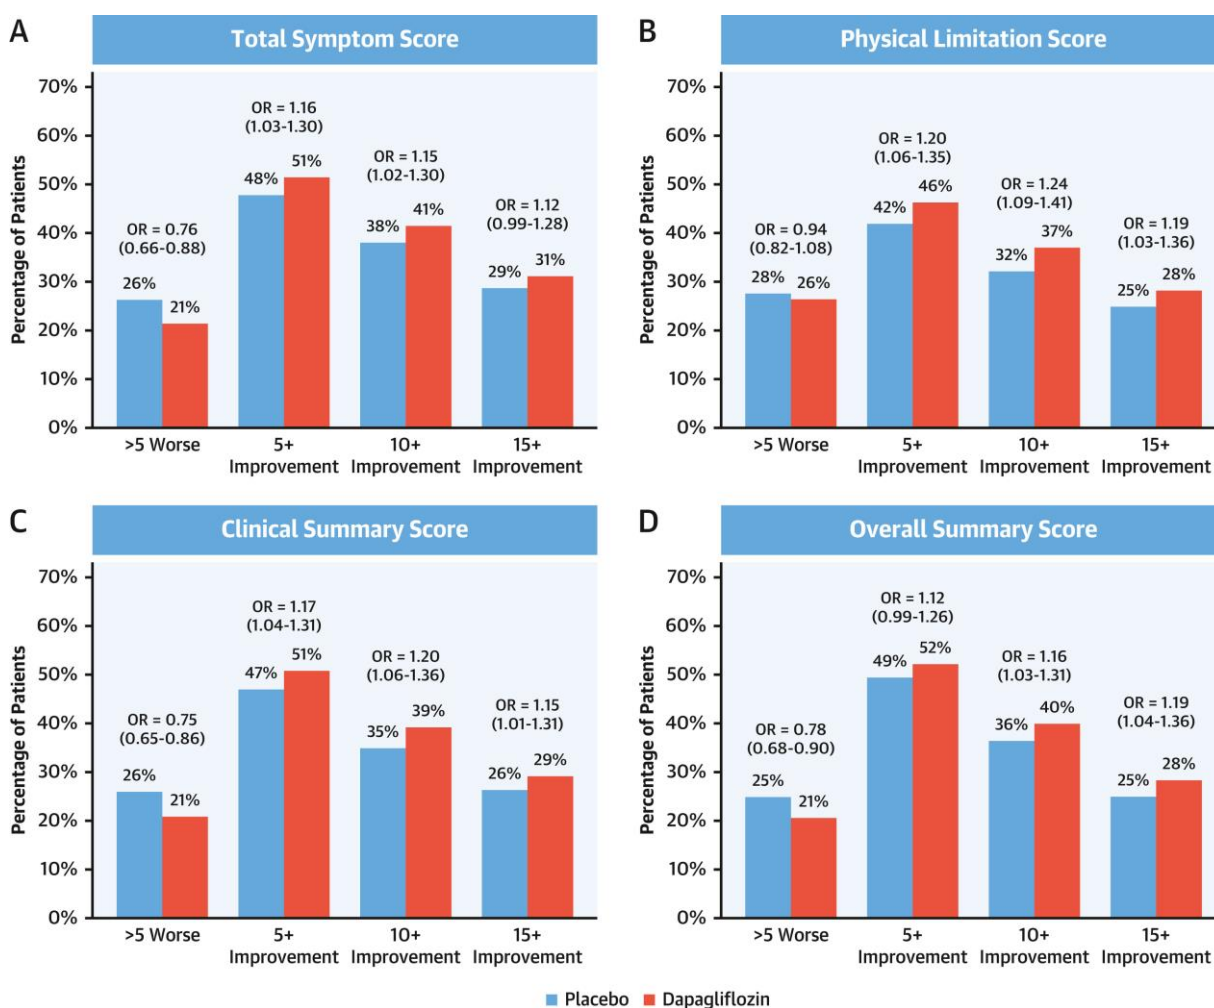 A
Total Symptom Score
Percentage of Patients
70%
60%
50%
40%
30%
20%
10%
0%
OR = 0.76
(0.66-0.88)
26%
21%
OR = 1.16
(1.03-1.30)
48%
51%
OR = 1.15
(1.02-1.30)
38%
41%
OR = 1.12
(0.99-1.28)
29%
31%
>5 Worse
5+
Improvement
10+
Improvement
15+
Improvement
B
Physical Limitation Score
Percentage of Patients
70%
60%
50%
40%
30%
20%
10%
0%
OR = 0.94
(0.82-1.08)
28%
26%
OR = 1.20
(1.06-1.35)
42%
46%
OR = 1.24
(1.09-1.41)
32%
37%
OR = 1.19
(1.03-1.36)
25%
28%
>5 Worse
5+
Improvement
10+
Improvement
15+
Improvement
C
Clinical Summary Score
Percentage of Patients
70%
60%
50%
40%
30%
20%
10%
0%
OR = 0.75
(0.65-0.86)
26%
21%
OR = 1.17
(1.04-1.31)
47%
51%
OR = 1.20
(1.06-1.36)
35%
39%
OR = 1.15
(1.01-1.31)
26%
29%
>5 Worse
5+
Improvement
10+
Improvement
15+
Improvement
D
Overall Summary Score
Percentage of Patients
70%
60%
50%
40%
30%
20%
10%
0%
OR = 0.78
(0.68-0.90)
25%
21%
OR = 1.12
(0.99-1.26)
49%
52%
OR = 1.16
(1.03-1.31)
36%
40%
OR = 1.19
(1.04-1.36)
25%
28%
>5 Worse
5+
Improvement
10+
Improvement
15+
Improvement
Placebo
Dapagliflozin